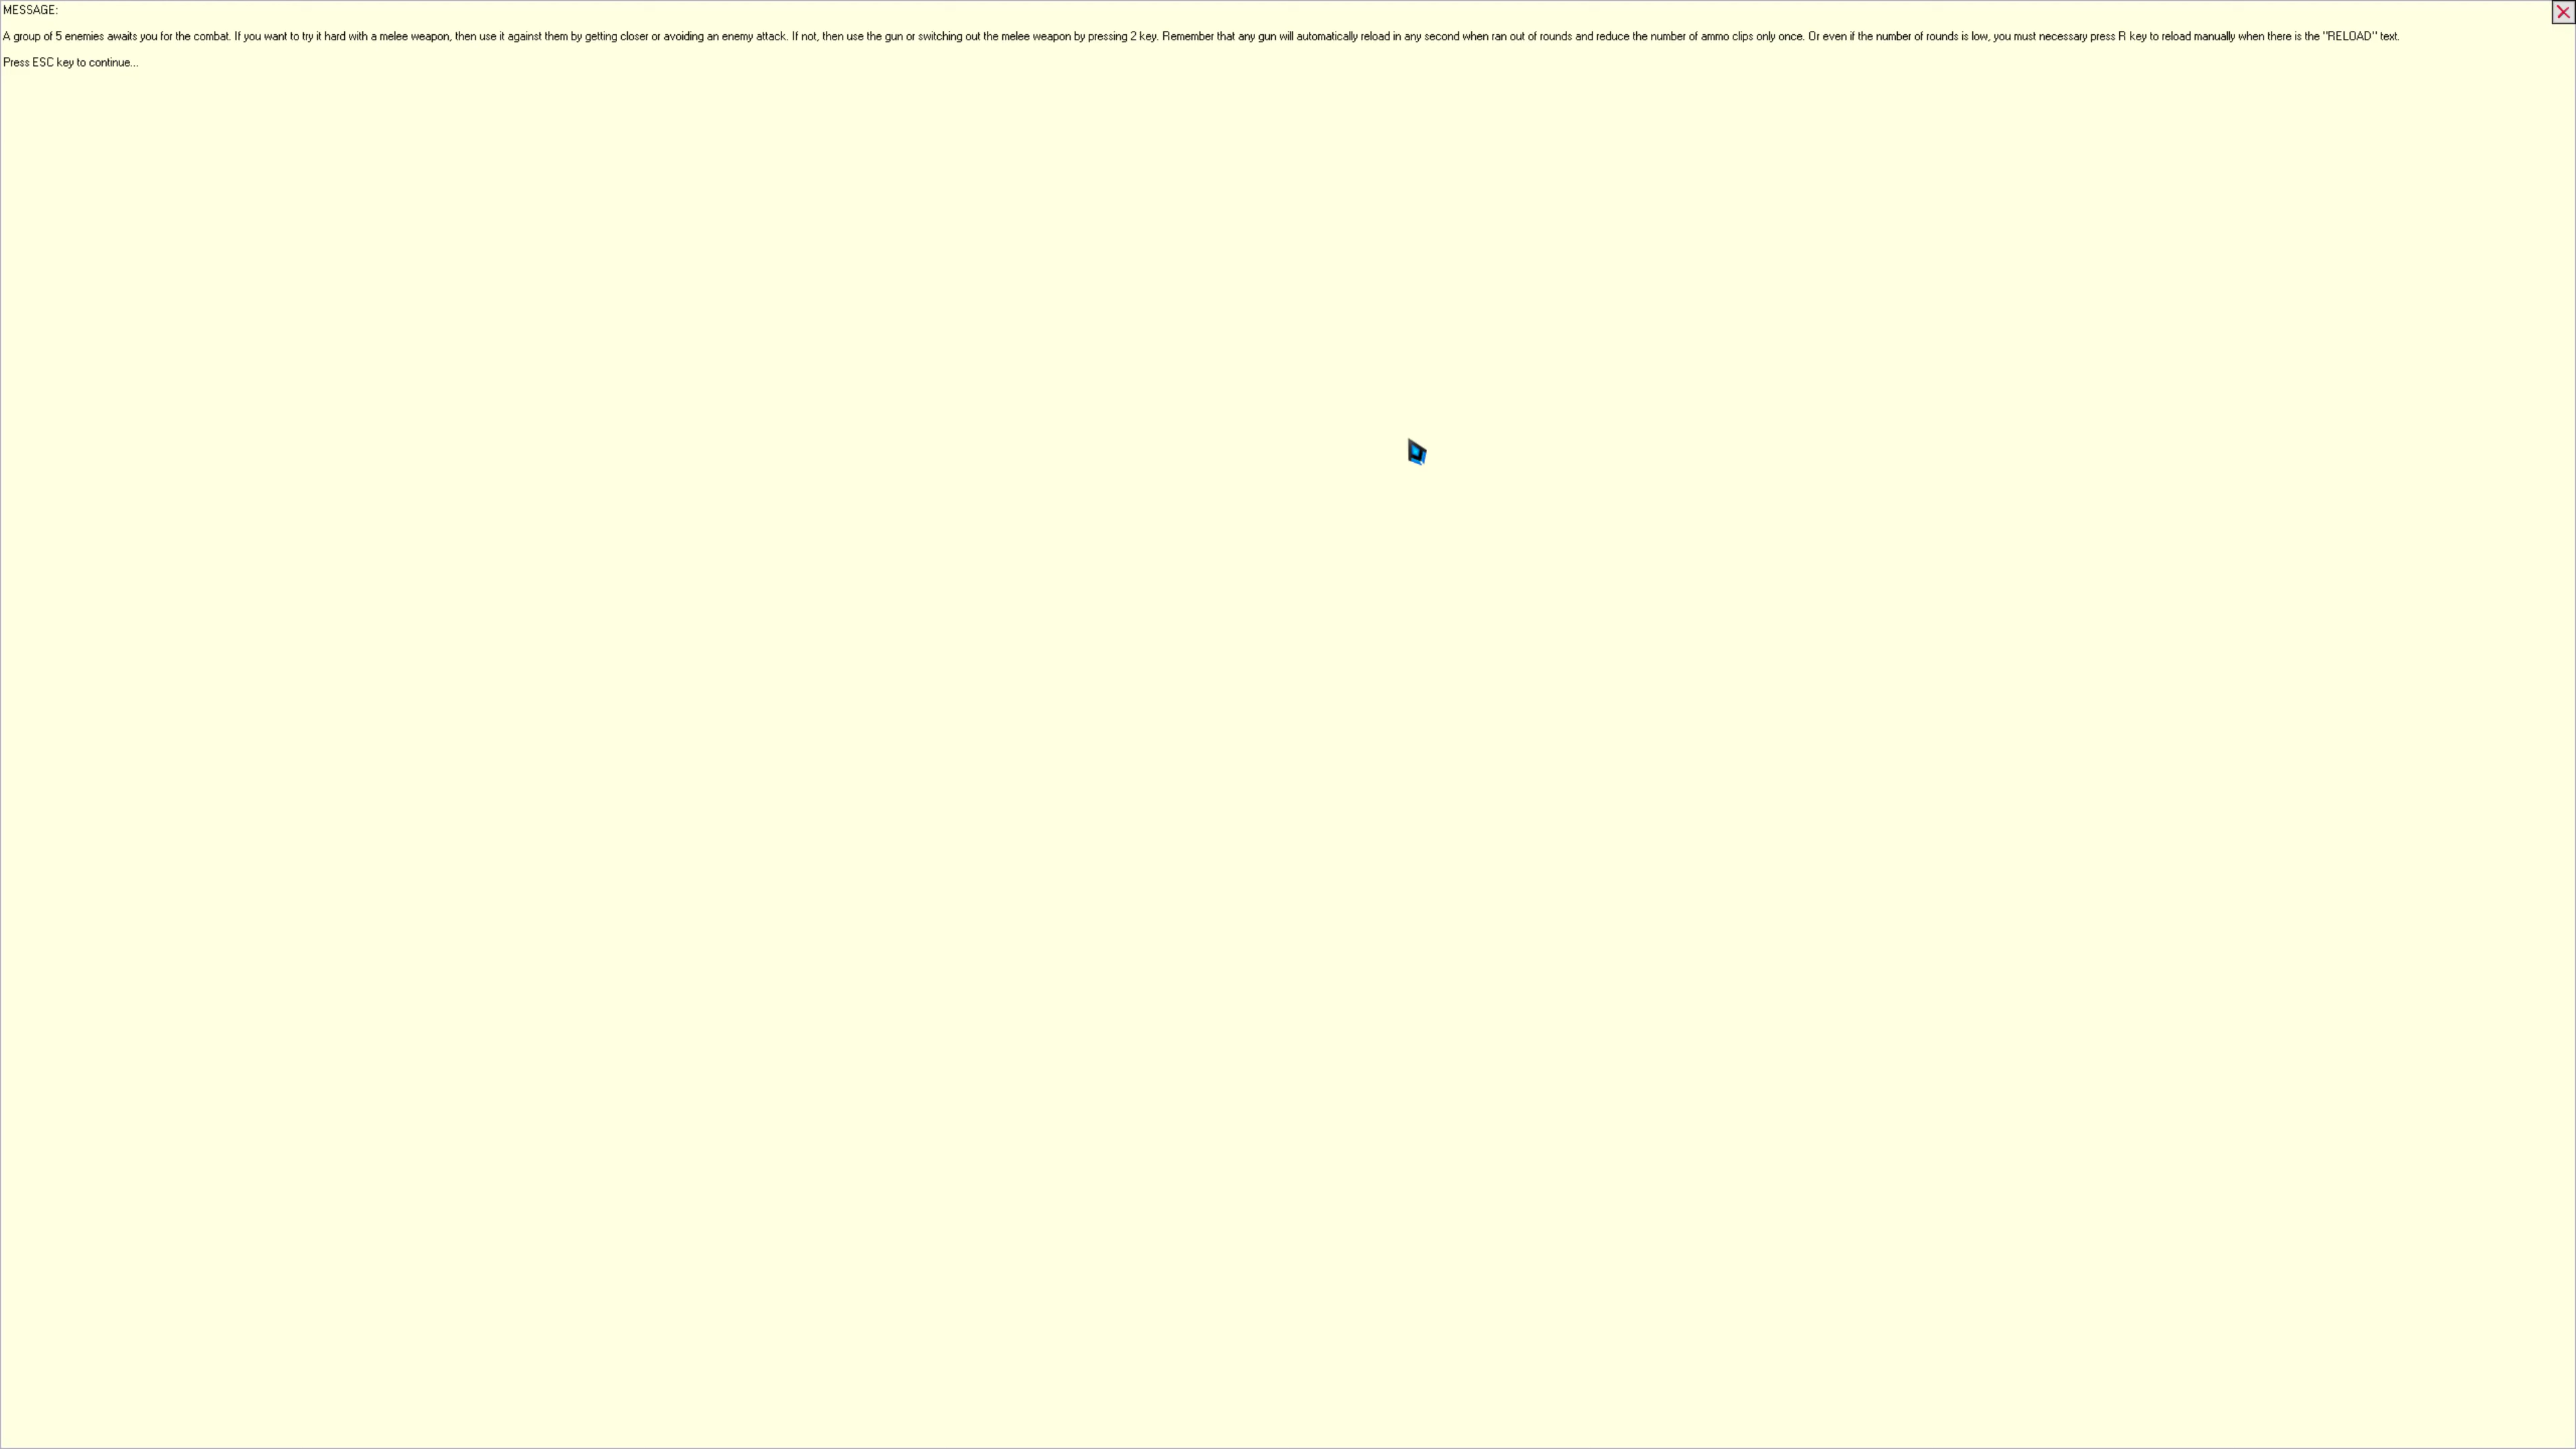 MESSAGE:
A group of 5 enemies awaits you for the combat. If you want to try it hard with a melee weapon, then use it against them by getting closer or avoiding an enemy attack. If not, then use the gun or switching out the melee weapon by pressing 2 key. Remember that any gun will automatically reload in any second when ran out of rounds and reduce the number of ammo clips only once. Or even if the number of rounds is low, you must necessary press R key to reload manually when there is the "RELOAD" text.
Press ESC key to continue...